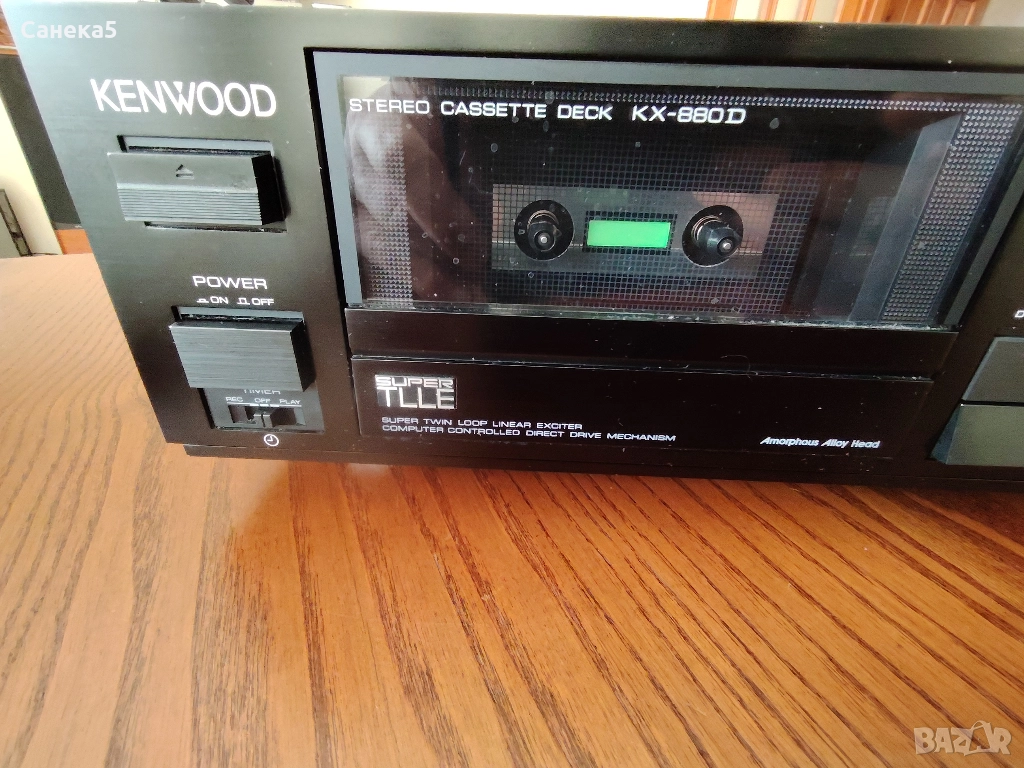 Санека5
KENWOOD
STEREO CASSETTE DECK KX-880D
POWER
ON OFF
TIMER
REC OFF PLAY
SUPER
TLLE
SUPER TWIN LOOP LINEAR EXCITER
COMPUTER CONTROLLED DIRECT DRIVE MECHANISM
Amorphous Alloy Head
BAZAR